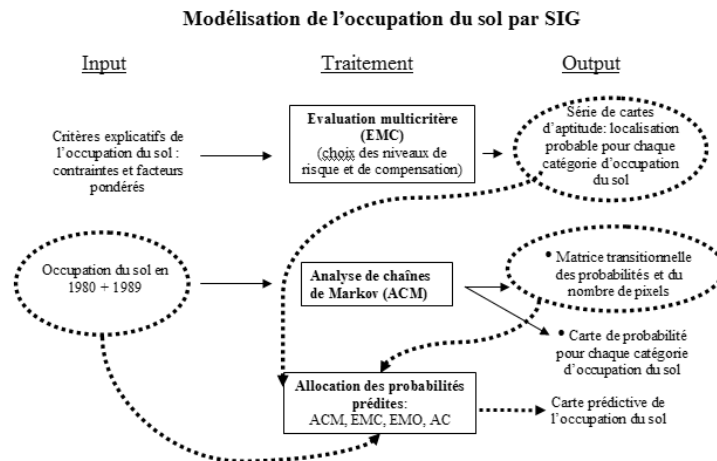 Modélisation de l'occupation du sol par SIG
Input
Traitement
Output
Critères explicatifs de
l'occupation du sol :
contraintes et facteurs
pondérés
Evaluation multicritère
(EMC)
(choix des niveaux de
risque et de compensation)
Série de cartes
d'aptitude: localisation
probable pour chaque
catégorie d'occupation
du sol
Occupation du sol en
1980 + 1989
Analyse de chaînes
de Markov (ACM)
• Matrice transitionnelle
des probabilités et du
nombre de pixels
• Carte de probabilité
pour chaque catégorie
d'occupation du sol
Allocation des probabilités
prédites:
ACM, EMC, EMO, AC
Carte prédictive de
l'occupation du sol